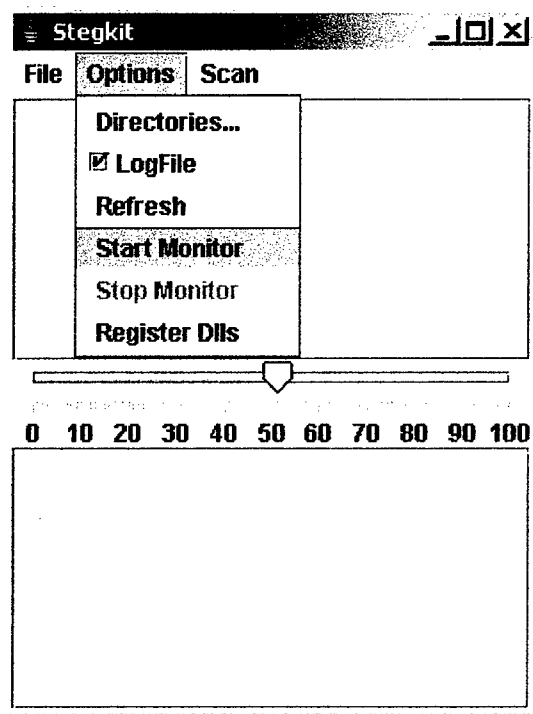 Stegkit
File Options Scan
Directories...
LogFile
Refresh
Start Monitor
Stop Monitor
Register Dlls
0 10 20 30 40 50 60 70 80 90 100